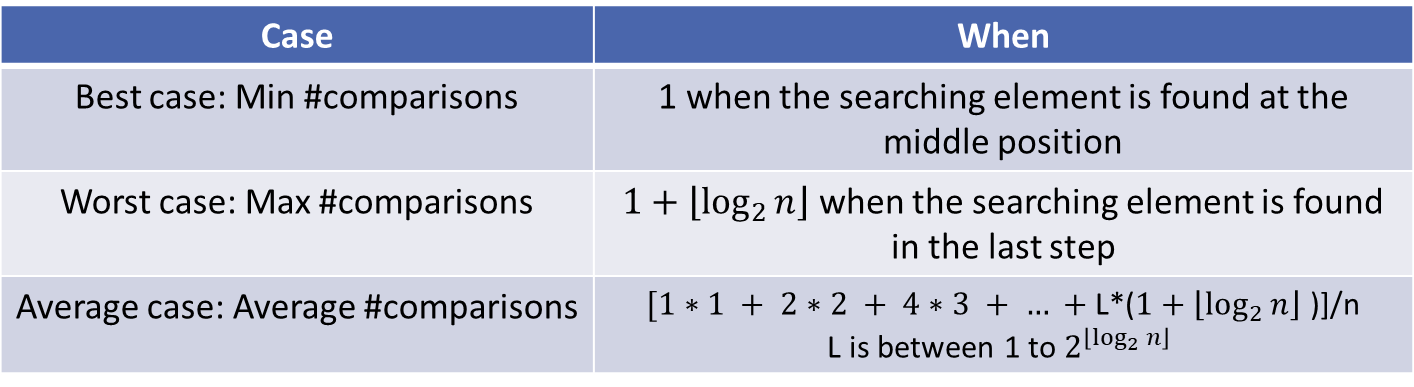 Case
When
Best case: Min #comparisons
1 when the searching element is found at the
middle position
Worst case: Max #comparisons
1 + ⌊log₂ n⌋ when the searching element is found
in the last step
Average case: Average #comparisons
[1 * 1 + 2 * 2 + 4 * 3 + … + L*(1 + ⌊log₂ n⌋ )]/n
L is between 1 to 2^⌊log₂ n⌋